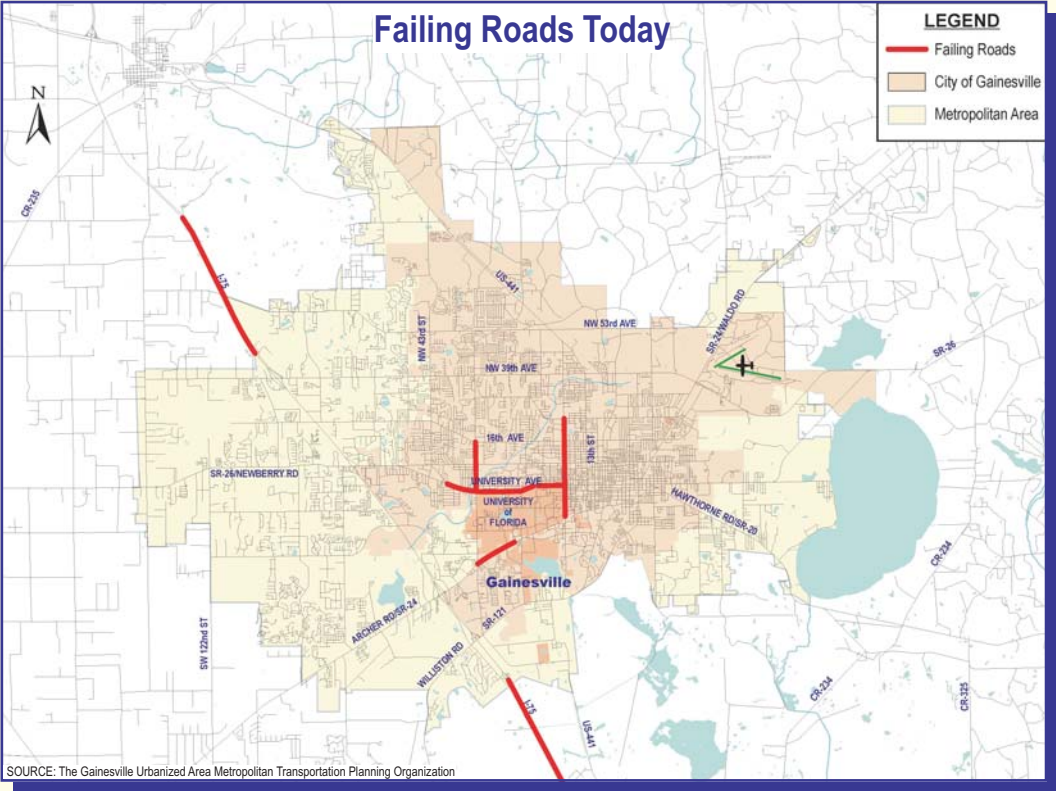 Failing Roads Today
LEGEND
Failing Roads
City of Gainesville
Metropolitan Area
N
CR-235
I-75
US-441
NW 43rd ST
NW 53rd AVE
SR-24/WALDO RD
SR-26
NW 39th AVE
16th AVE
13th ST
SR-26/NEWBERRY RD
UNIVERSITY AVE
UNIVERSITY
of
FLORIDA
HAWTHORNE RD/SR-20
CR-234
Gainesville
ARCHER RD/SR-24
SR-121
SW 122nd ST
WILLISTON RD
I-75
US-441
CR-234
CR-325
SOURCE: The Gainesville Urbanized Area Metropolitan Transportation Planning Organization